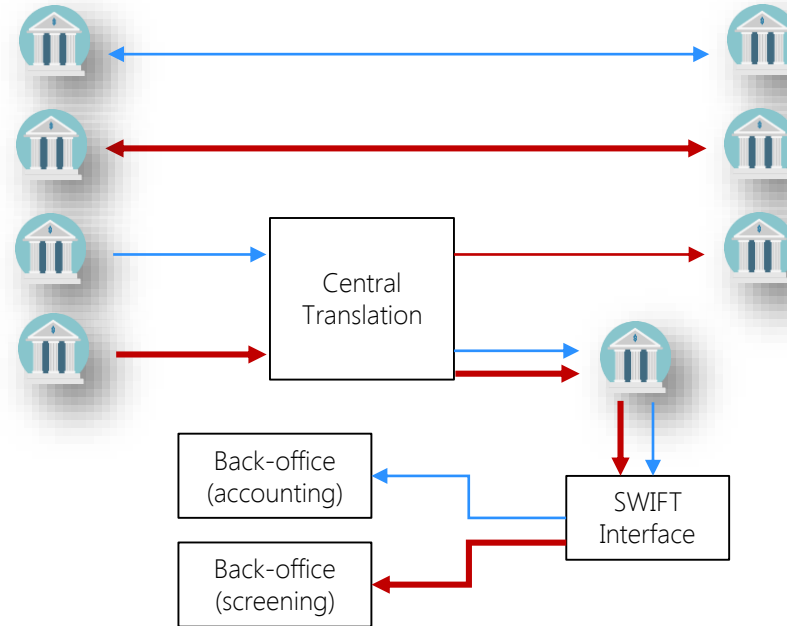 Central
Translation
Back-office
(accounting)
SWIFT
Interface
Back-office
(screening)